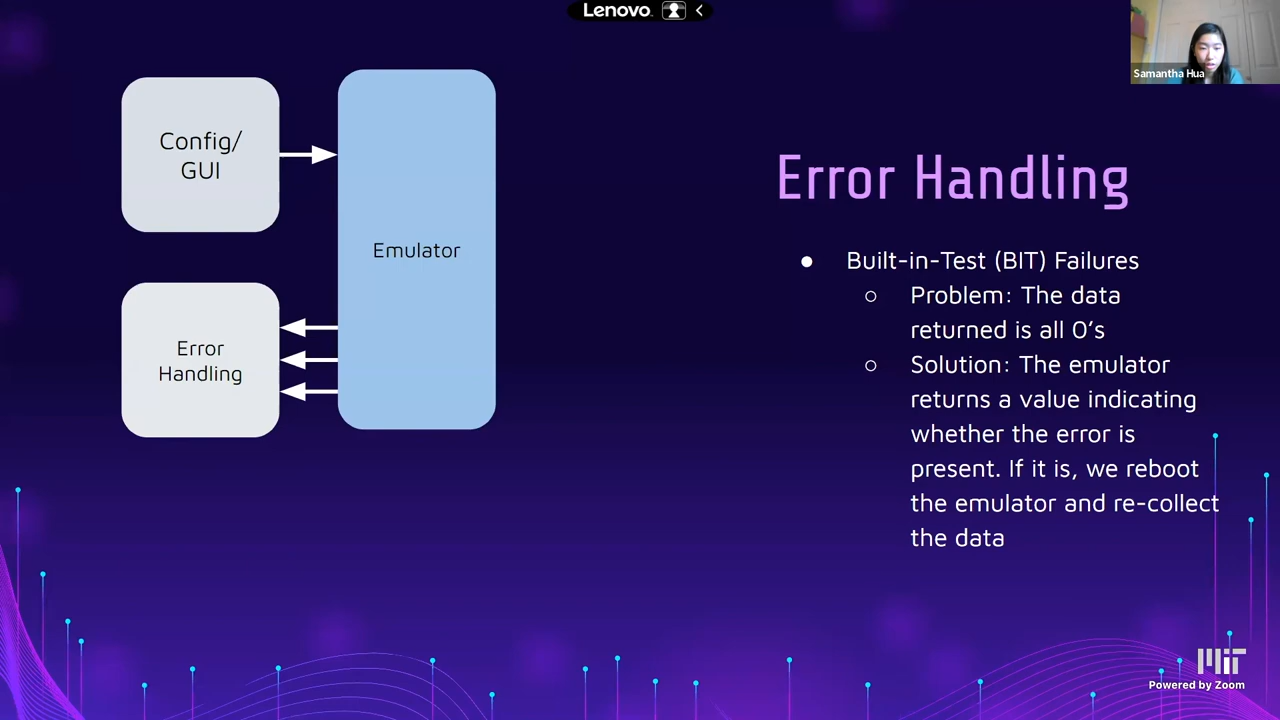 Lenovo
Samantha Hua
Config/
GUI
Emulator
Error
Handling
Error Handling
● Built-in-Test (BIT) Failures
○ Problem: The data
returned is all 0's
○ Solution: The emulator
returns a value indicating
whether the error is
present. If it is, we reboot
the emulator and re-collect
the data
MIT
Powered by Zoom